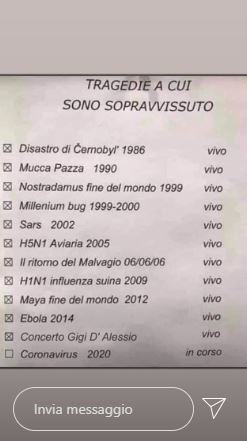 TRAGEDIE A CUI
SONO SOPRAVVISSUTO
☒ Disastro di Černobyl' 1986 vivo
☒ Mucca Pazza 1990 vivo
☒ Nostradamus fine del mondo 1999 vivo
☒ Millenium bug 1999-2000 vivo
☒ Sars 2002 vivo
☒ H5N1 Aviaria 2005 vivo
☒ Il ritorno del Malvagio 06/06/06 vivo
☒ H1N1 influenza suina 2009 vivo
☒ Maya fine del mondo 2012 vivo
☒ Ebola 2014 vivo
☒ Concerto Gigi D' Alessio vivo
☐ Coronavirus 2020 in corso
Invia messaggio